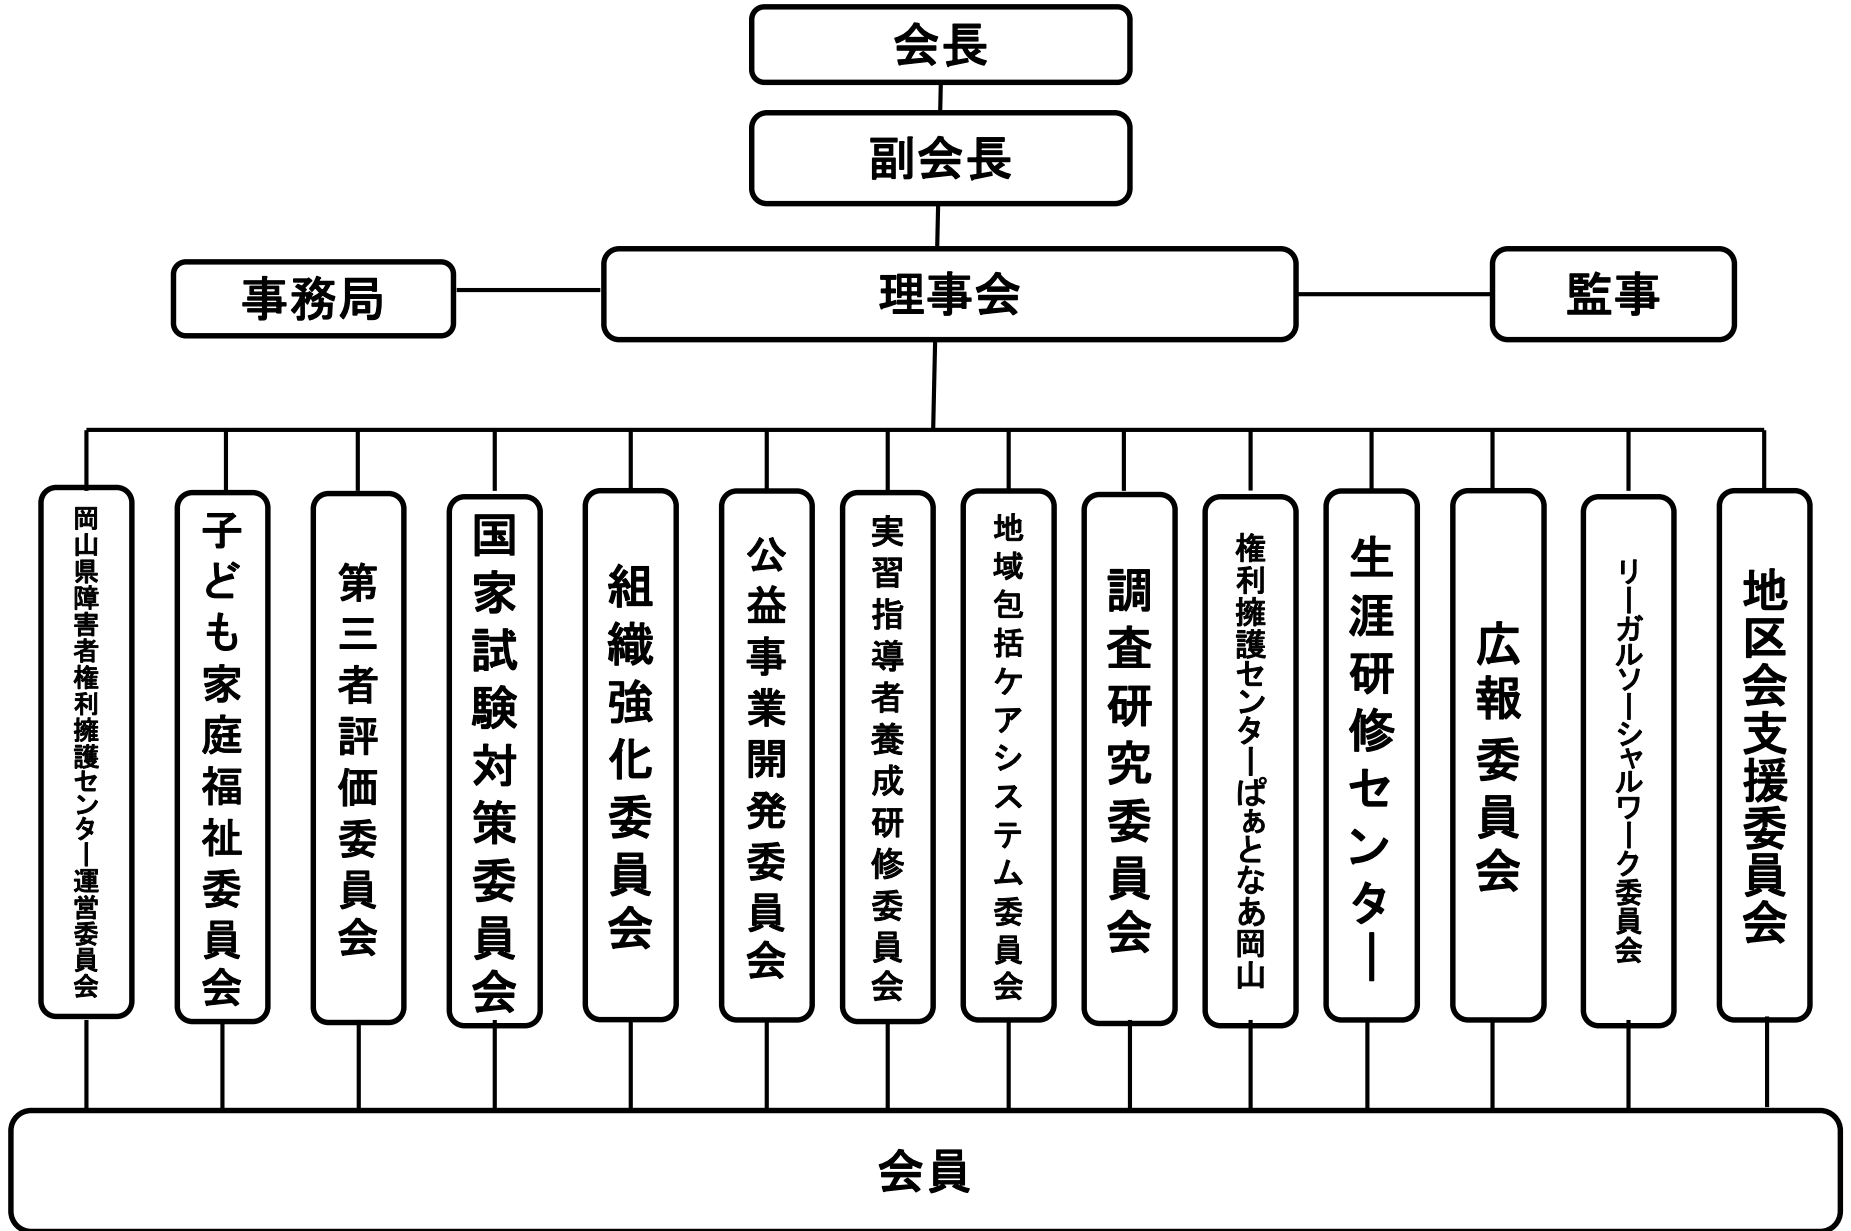 会長
副会長
事務局
理事会
監事
岡山県障害者権利擁護センター運営委員会
子ども家庭福祉委員会
第三者評価委員会
国家試験対策委員会
組織強化委員会
公益事業開発委員会
実習指導者養成研修委員会
地域包括ケアシステム委員会
調査研究委員会
権利擁護センターぱぁとなあ岡山
生涯研修センター
広報委員会
リーガルソーシャルワーク委員会
地区会支援委員会
会員